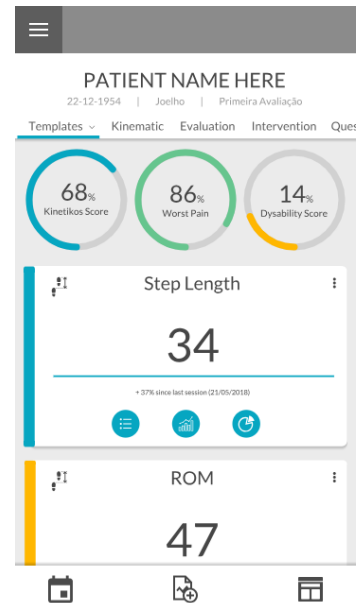 PATIENT NAME HERE
22-12-1954 | Joelho | Primeira Avaliação
Templates Kinematic Evaluation Intervention Ques
68% 86% 14%
Kinetikos Score Worst Pain Dysability Score
Step Length
34
+ 37% since last session (21/05/2018)
ROM
47